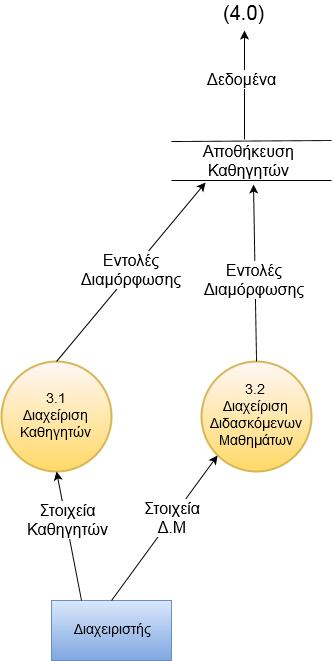 (4.0)
Δεδομένα
Αποθήκευση
Καθηγητών
Εντολές
Διαμόρφωσης
Εντολές
Διαμόρφωσης
3.1
Διαχείριση
Καθηγητών
3.2
Διαχείριση
Διδασκόμενων
Μαθημάτων
Στοιχεία
Καθηγητών
Στοιχεία
Δ.Μ
Διαχειριστής